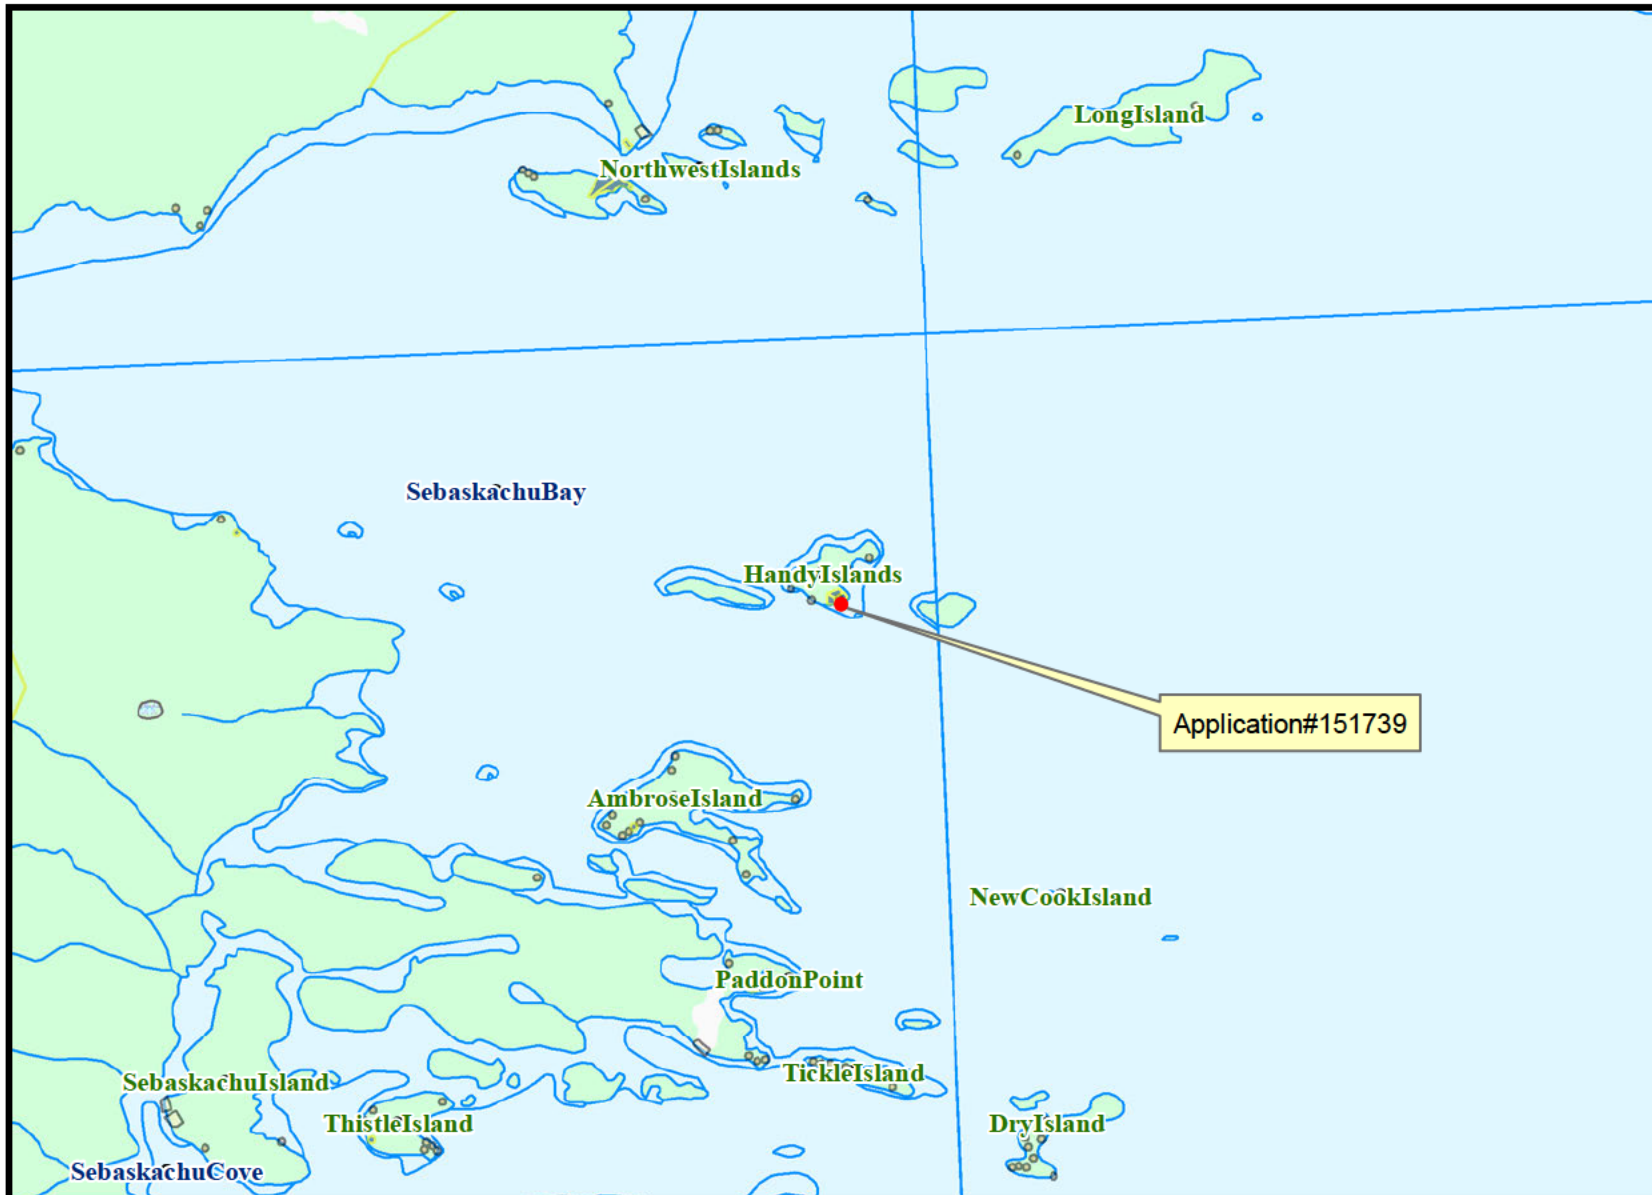 LongIsland
NorthwestIslands
SebaskachuBay
HandyIslands
Application#151739
AmbroseIsland
NewCookIsland
PaddonPoint
TickleIsland
SebaskachuIsland
ThistleIsland
DryIsland
SebaskachuCove